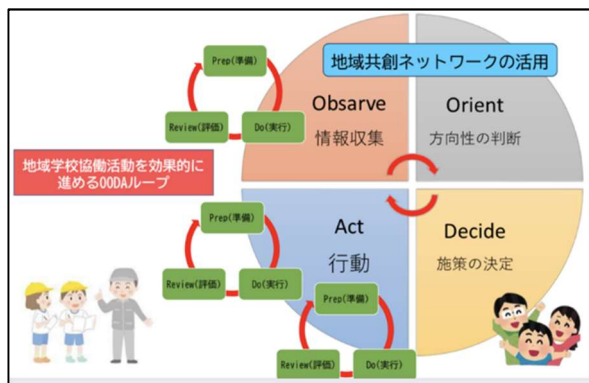 地域共創ネットワークの活用
Prep(準備)
Review(評価)
Do(実行)
Obsarve
情報収集
Orient
方向性の判断
地域学校協働活動を効果的に
進めるOODAループ
Prep(準備)
Review(評価)
Do(実行)
Act
行動
Decide
施策の決定
Prep(準備)
Review(評価)
Do(実行)